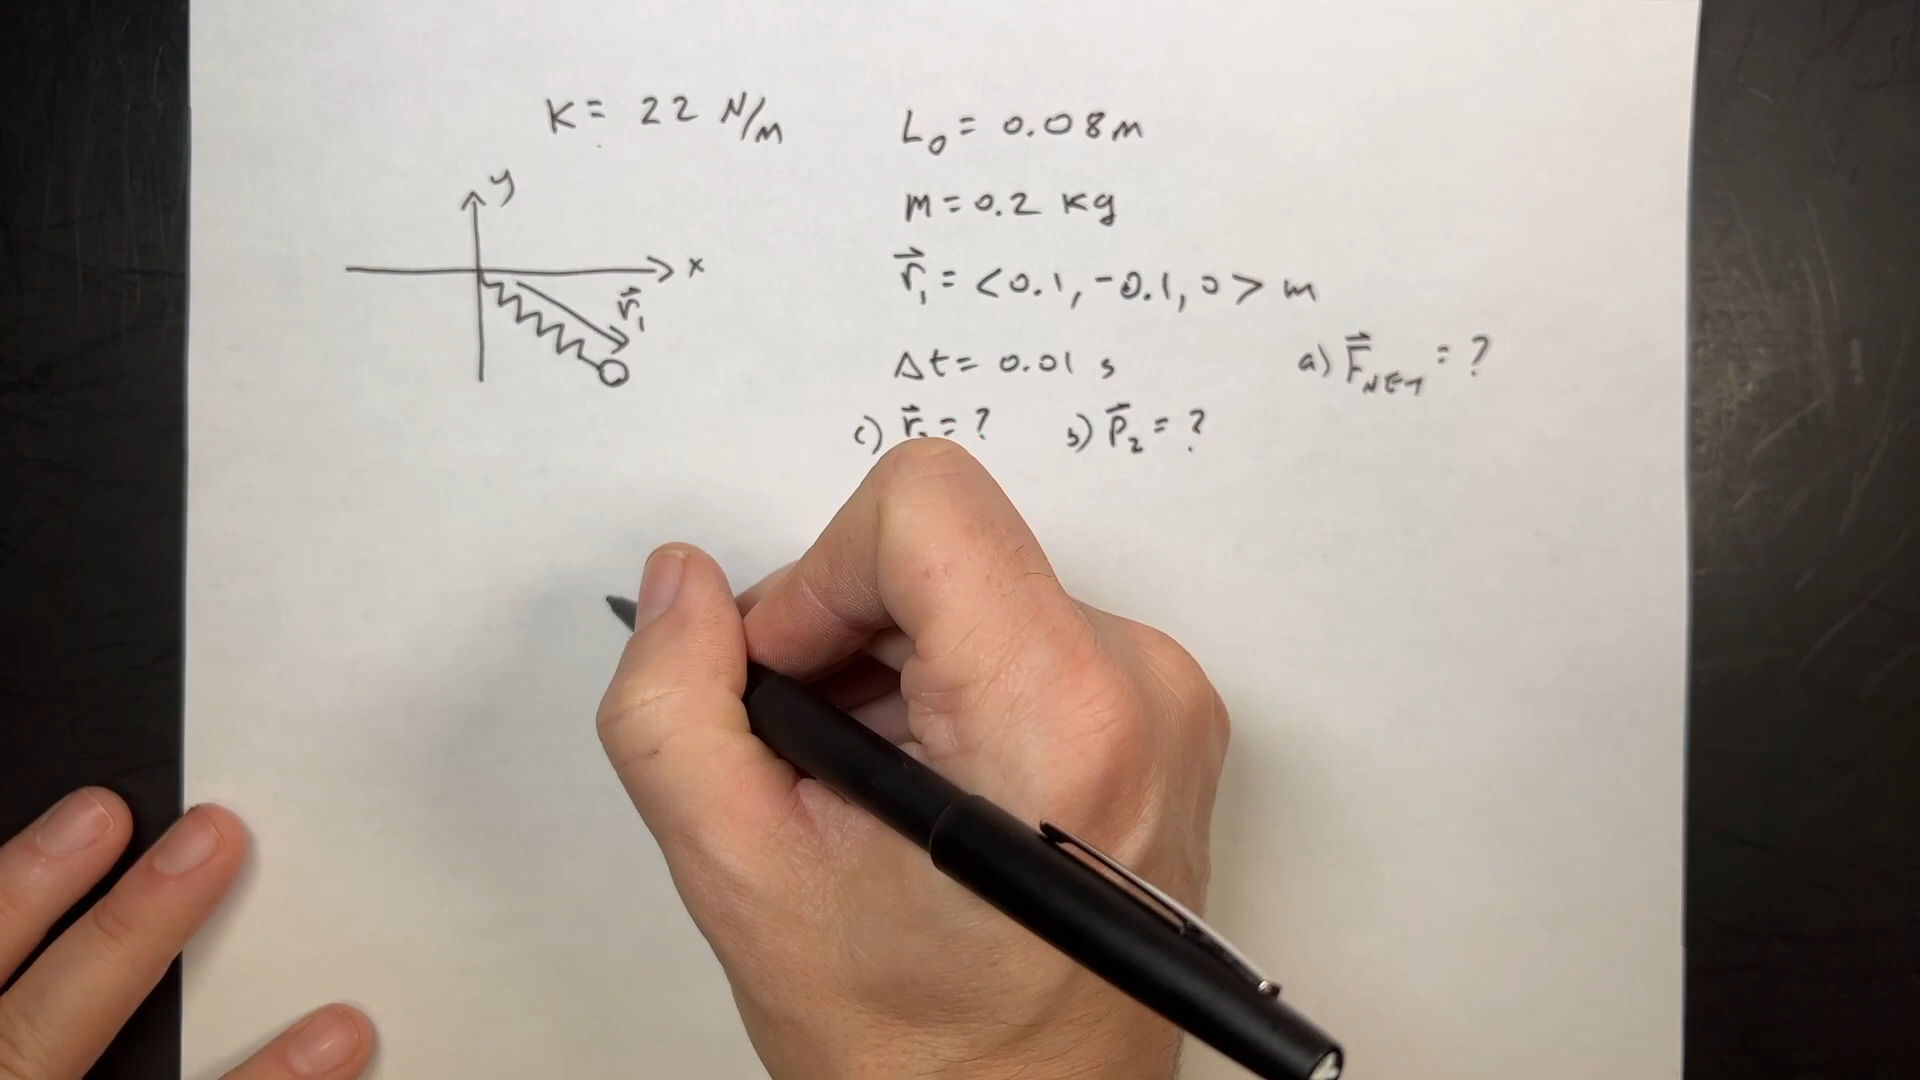 K = 22 N/m
L₀ = 0.08 m
y
m = 0.2 kg
x
r⃗₁
r⃗₁ = <0.1, -0.1, 0> m
Δt = 0.01 s
a) F⃗NET = ?
c) r⃗₂ = ?
b) p⃗₂ = ?